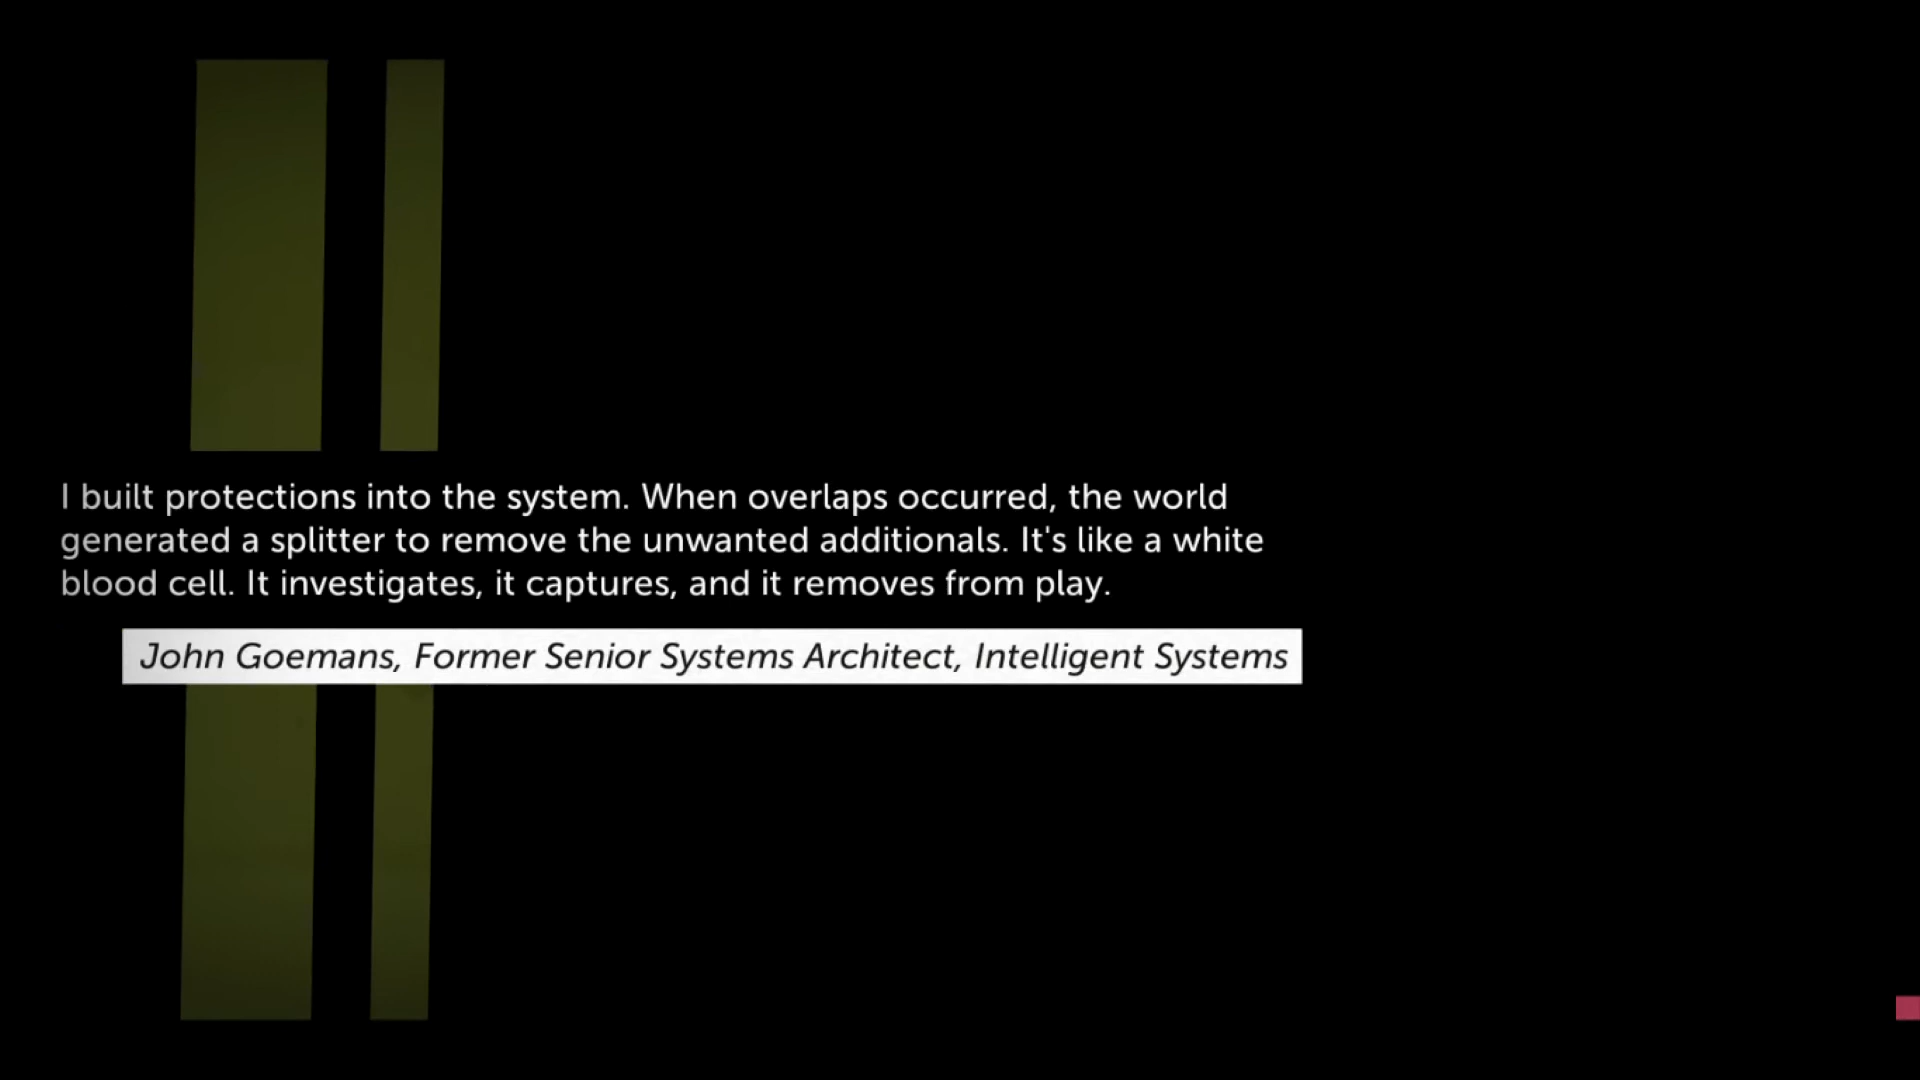 I built protections into the system. When overlaps occurred, the world
generated a splitter to remove the unwanted additionals. It's like a white
blood cell. It investigates, it captures, and it removes from play.
John Goemans, Former Senior Systems Architect, Intelligent Systems